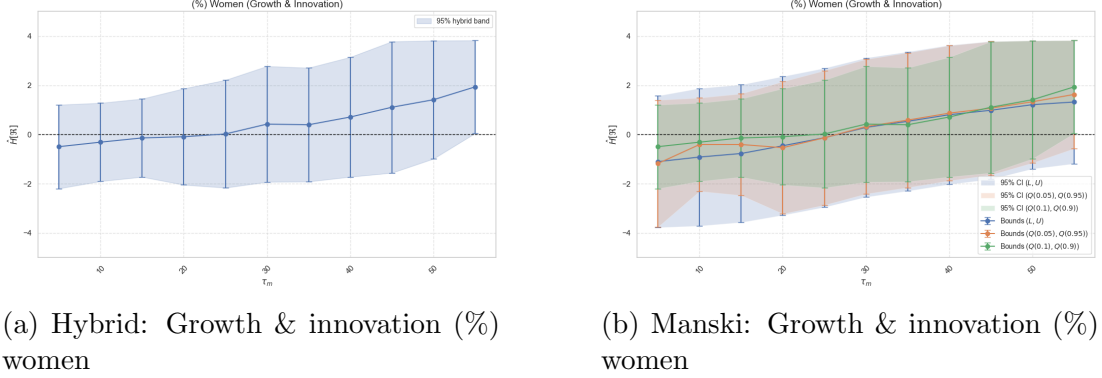 (%) Women (Growth & Innovation)
95% hybrid band
4
2
0
−2
−4
10
20
30
40
50
τm
(a) Hybrid: Growth & innovation (%)
women
(%) Women (Growth & Innovation)
4
2
0
−2
−4
95% CI (L, U)
95% CI (Q(0.05), Q(0.95))
95% CI (Q(0.1), Q(0.9))
Bounds (L, U)
Bounds (Q(0.05), Q(0.95))
Bounds (Q(0.1), Q(0.9))
10
20
30
40
50
τm
(b) Manski: Growth & innovation (%)
women